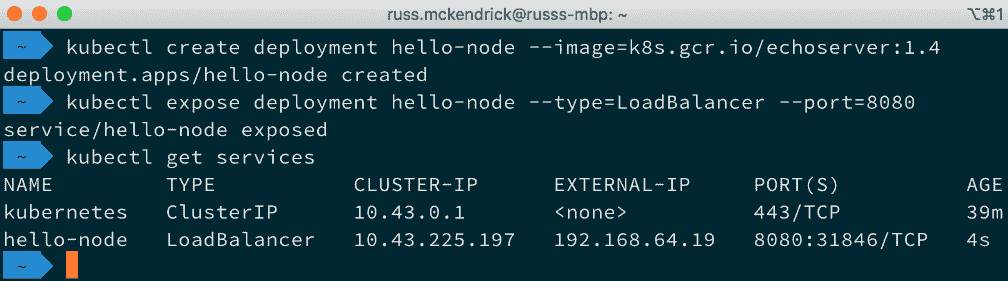 russ.mckendrick@russs-mbp: ~
⌥⌘1
~ kubectl create deployment hello-node --image=k8s.gcr.io/echoserver:1.4
deployment.apps/hello-node created
~ kubectl expose deployment hello-node --type=LoadBalancer --port=8080
service/hello-node exposed
~ kubectl get services
NAME TYPE CLUSTER-IP EXTERNAL-IP PORT(S) AGE
kubernetes ClusterIP 10.43.0.1 <none> 443/TCP 39m
hello-node LoadBalancer 10.43.225.197 192.168.64.19 8080:31846/TCP 4s
~